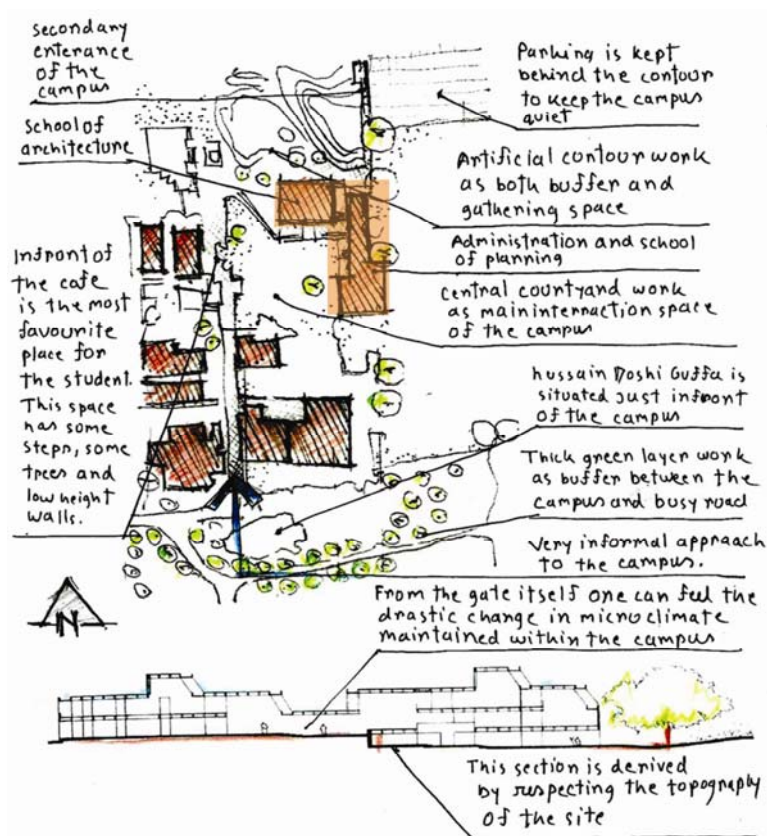 secondary
enterance
of the
campus
School of
architecture
Infront of
the cafe
is the most
favourite
place for
the student.
This space
has some
steps, some
trees and
low height
walls.
Parking is kept
behind the contour
to keep the campus
quiet
Artificial contour work
as both buffer and
gathering space
Administration and school
of planning
Central courtyard work
as main interraction space
of the campus
hussain Doshi Guffa is
situated just infront
of the campus
Thick green layer work
as buffer between the
campus and busy road
Very informal appraach
to the campus.
From the gate itself one can feel the
drastic change in microclimate
maintained within the campus
N
This section is derived
by respecting the topography
of the site